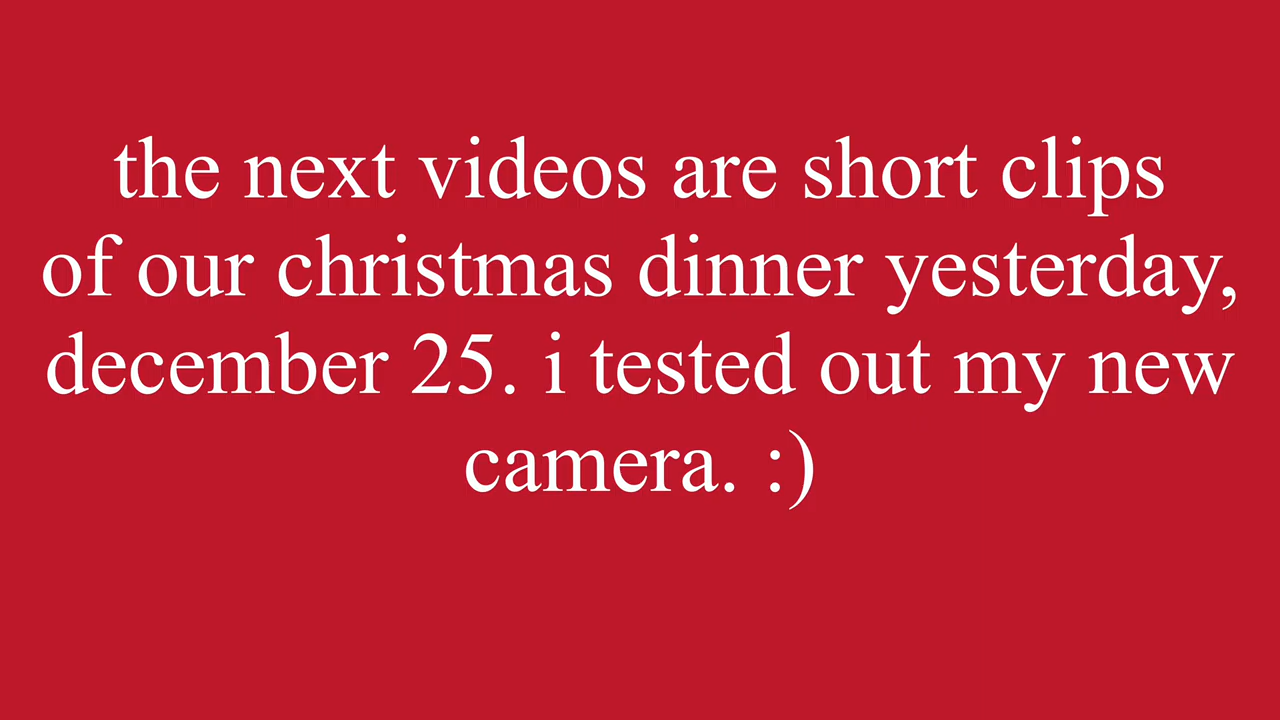 the next videos are short clips
of our christmas dinner yesterday,
december 25. i tested out my new
camera. :)